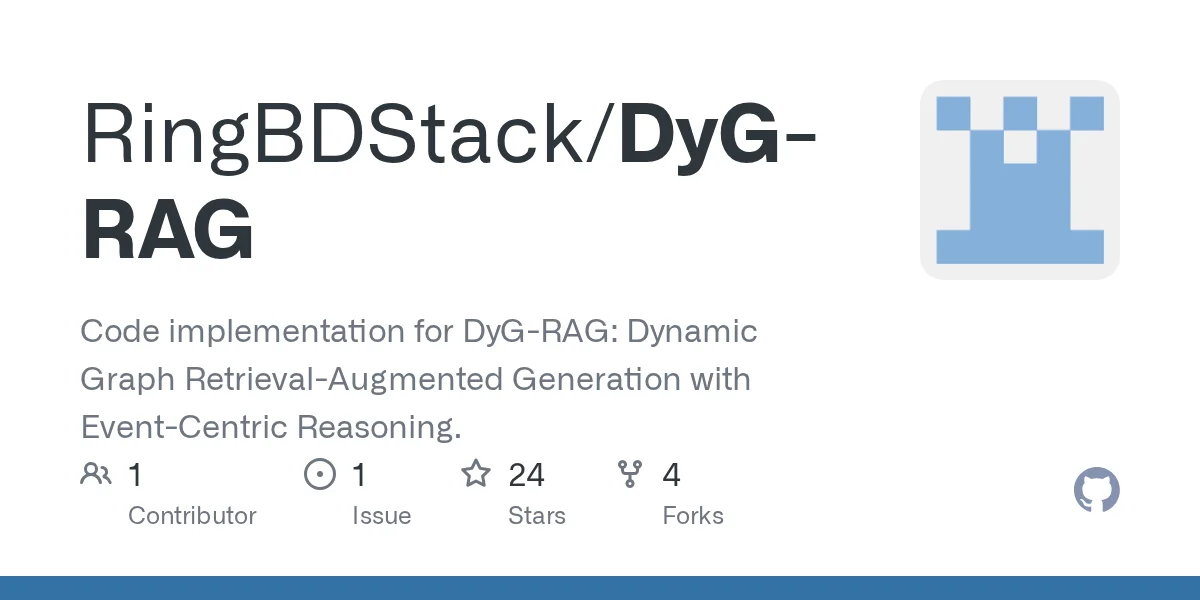 RingBDStack/DyG-
RAG
Code implementation for DyG-RAG: Dynamic
Graph Retrieval-Augmented Generation with
Event-Centric Reasoning.
1 1 24 4
Contributor Issue Stars Forks